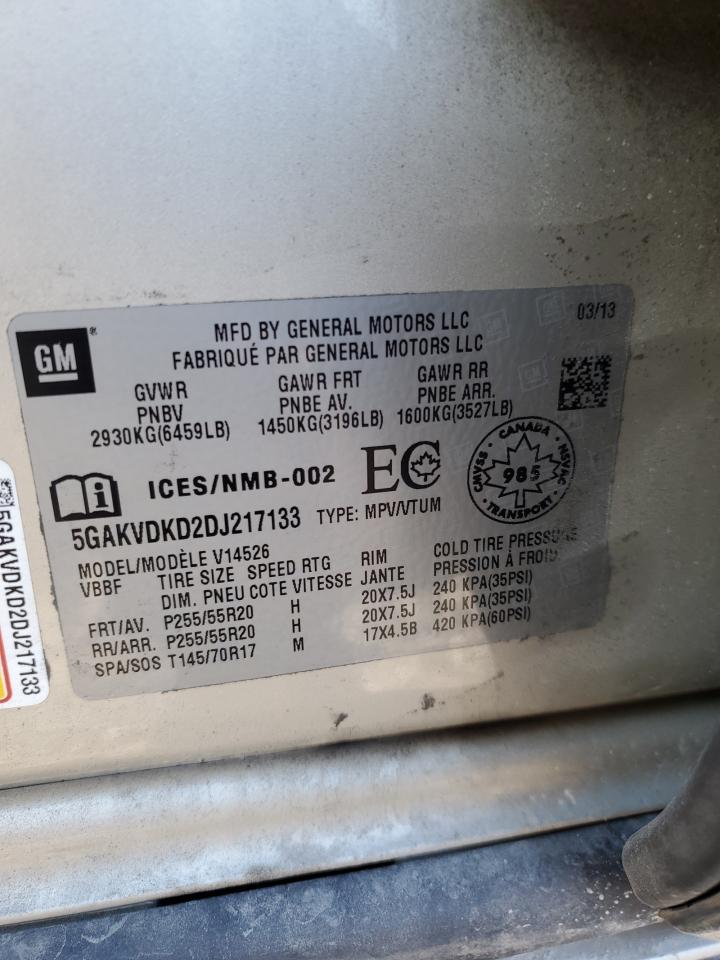 GM ®
MFD BY GENERAL MOTORS LLC 03/13
FABRIQUÉ PAR GENERAL MOTORS LLC
GVWR GAWR FRT GAWR RR
PNBV PNBE AV. PNBE ARR.
2930KG(6459LB) 1450KG(3196LB) 1600KG(3527LB)
ICES/NMB-002 EC
CANADA
CMVSS 985 NSVAC
TRANSPORT
5GAKVDKD2DJ217133 TYPE: MPV/VTUM
MODEL/MODÈLE V14526
VBBF TIRE SIZE SPEED RTG RIM COLD TIRE PRESSURE
DIM. PNEU COTE VITESSE JANTE PRESSION À FROID
FRT/AV. P255/55R20 H 20X7.5J 240 KPA(35PSI)
RR/ARR. P255/55R20 H 20X7.5J 240 KPA(35PSI)
SPA/SOS T145/70R17 M 17X4.5B 420 KPA(60PSI)
5GAKVDKD2DJ217133